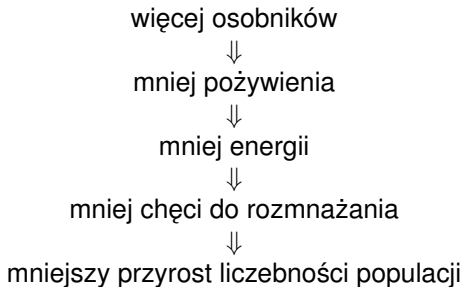 więcej osobników
⇓
mniej pożywienia
⇓
mniej energii
⇓
mniej chęci do rozmnażania
⇓
mniejszy przyrost liczebności populacji